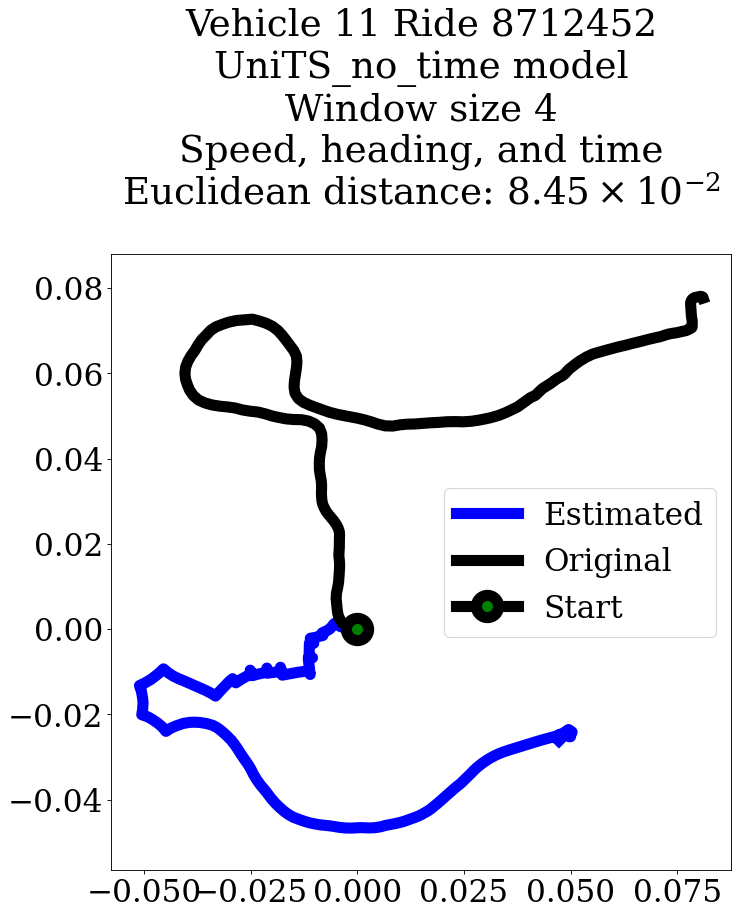 Vehicle 11 Ride 8712452
UniTS_no_time model
Window size 4
Speed, heading, and time
Euclidean distance: 8.45 × 10⁻²
0.08
0.06
0.04
0.02
0.00
−0.02
−0.04
Estimated
Original
Start
−0.050 −0.025 0.000 0.025 0.050 0.075